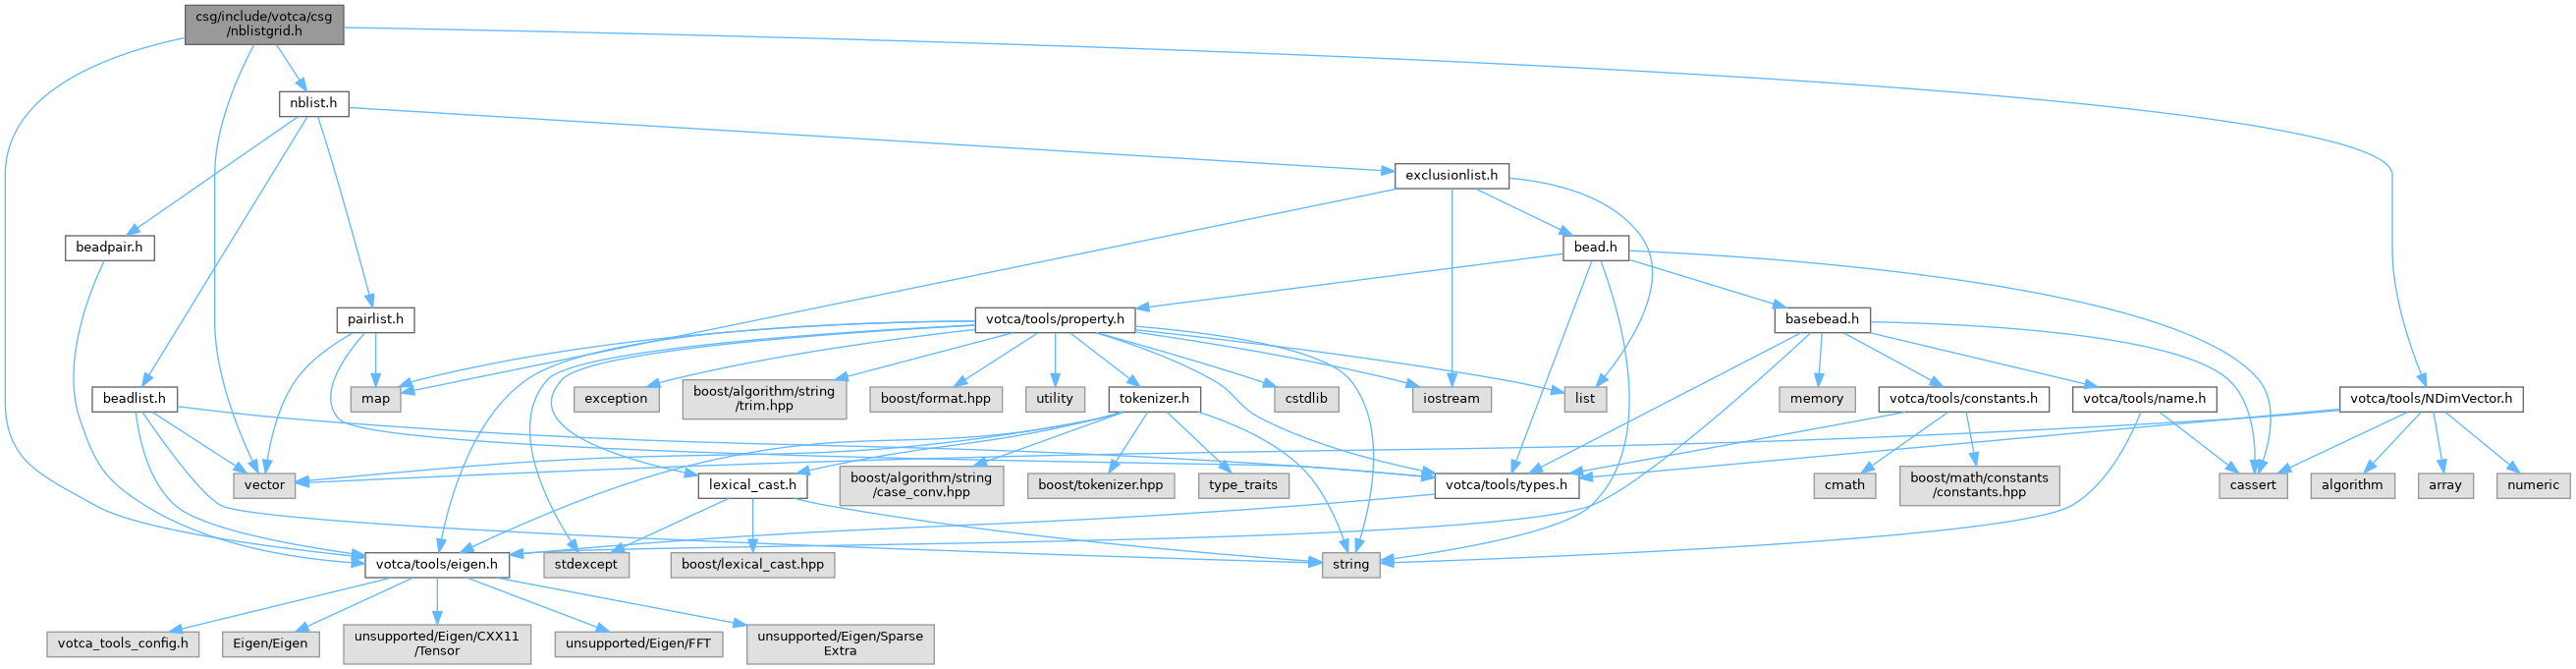 csg/include/votca/csg
/nblistgrid.h
nblist.h
exclusionlist.h
beadpair.h
bead.h
pairlist.h
votca/tools/property.h
basebead.h
beadlist.h
map
exception
boost/algorithm/string
/trim.hpp
boost/format.hpp
utility
tokenizer.h
cstdlib
iostream
list
memory
votca/tools/constants.h
votca/tools/name.h
votca/tools/NDimVector.h
vector
lexical_cast.h
boost/algorithm/string
/case_conv.hpp
boost/tokenizer.hpp
type_traits
votca/tools/types.h
cmath
boost/math/constants
/constants.hpp
cassert
algorithm
array
numeric
votca/tools/eigen.h
stdexcept
boost/lexical_cast.hpp
string
votca_tools_config.h
Eigen/Eigen
unsupported/Eigen/CXX11
/Tensor
unsupported/Eigen/FFT
unsupported/Eigen/Sparse
Extra